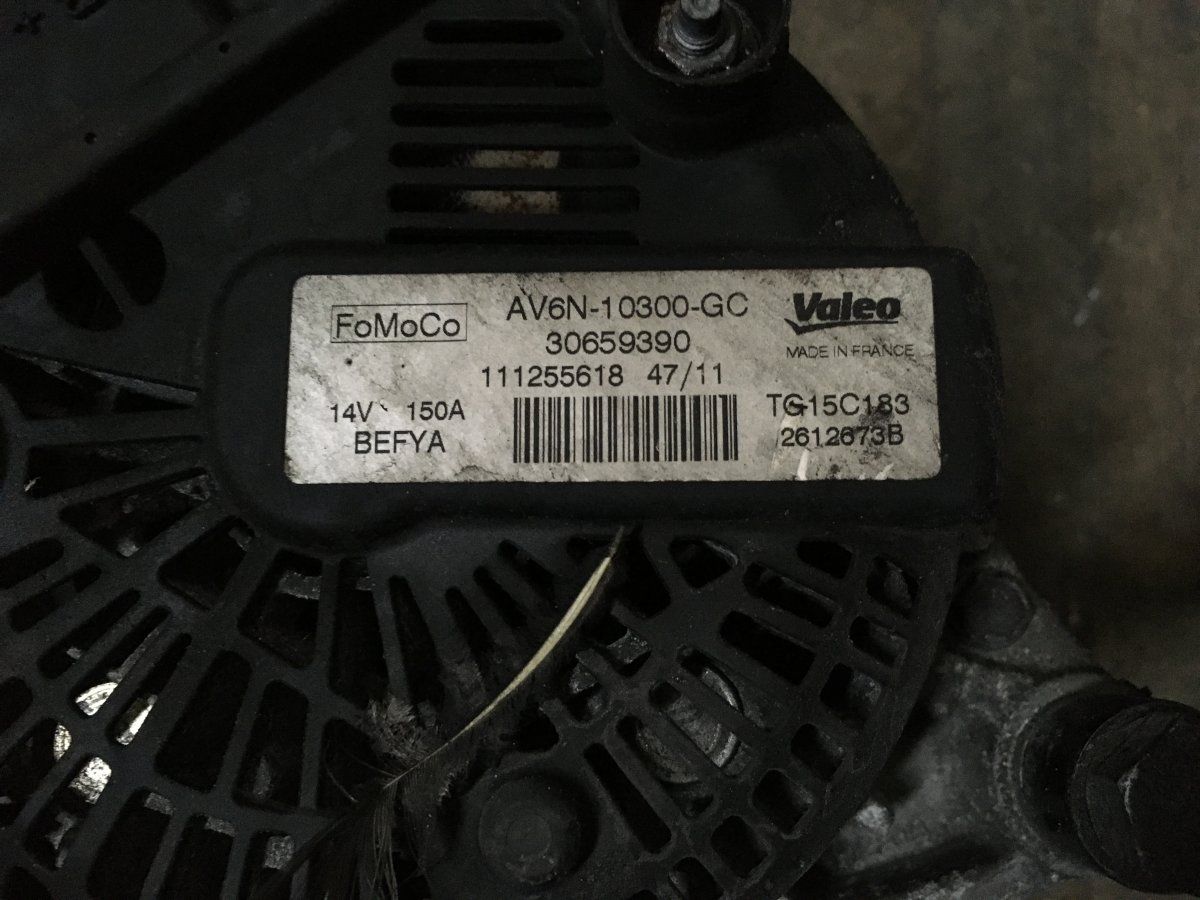 FoMoCo
AV6N-10300-GC
30659390
111255618 47/11
14V 150A
BEFYA
Valeo
MADE IN FRANCE
TG15C183
2612673B